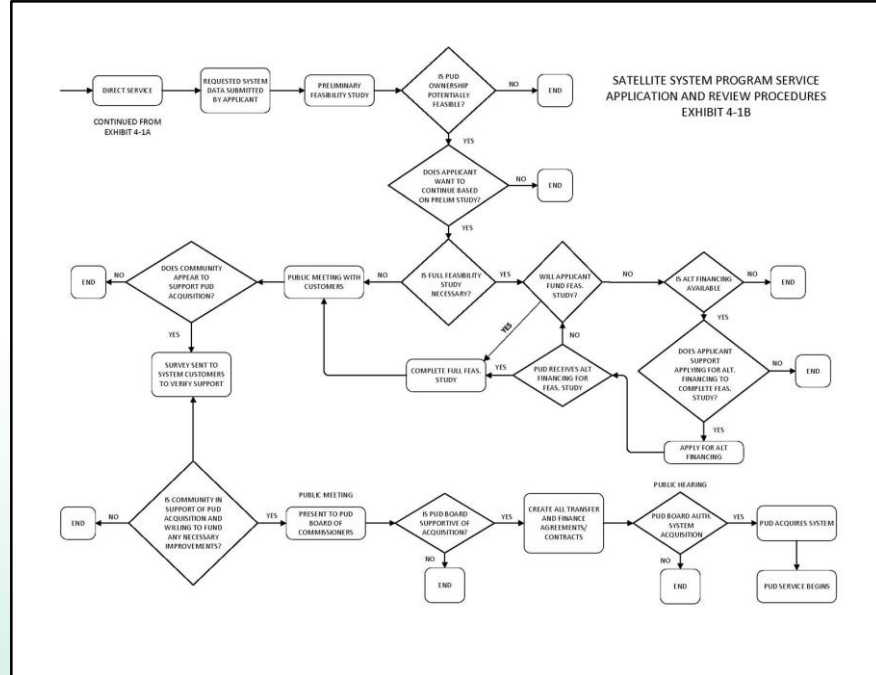 DIRECT SERVICE
CONTINUED FROM
EXHIBIT 4-1A
REQUESTED SYSTEM
DATA SUBMITTED
BY APPLICANT
PRELIMINARY
FEASIBILITY STUDY
IS PUD
OWNERSHIP
POTENTIALLY
FEASIBLE?
NO
END
SATELLITE SYSTEM PROGRAM SERVICE
APPLICATION AND REVIEW PROCEDURES
EXHIBIT 4-1B
YES
DOES APPLICANT
WANT TO
CONTINUE BASED
ON PRELIM STUDY?
NO
END
YES
END
NO
DOES COMMUNITY
APPEAR TO
SUPPORT PUD
ACQUISITION?
PUBLIC MEETING WITH
CUSTOMERS
NO
IS FULL FEASIBILITY
STUDY
NECESSARY?
YES
WILL APPLICANT
FUND FEAS.
STUDY?
NO
IS ALT FINANCING
AVAILABLE
NO
END
YES
YES
NO
YES
SURVEY SENT TO
SYSTEM CUSTOMERS
TO VERIFY SUPPORT
COMPLETE FULL FEAS.
STUDY
YES
PUD RECEIVES ALT
FINANCING FOR
FEAS. STUDY
DOES APPLICANT
SUPPORT
APPLYING FOR ALT.
FINANCING TO
COMPLETE FEAS.
STUDY?
NO
END
YES
APPLY FOR ALT
FINANCING
END
NO
IS COMMUNITY IN
SUPPORT OF PUD
ACQUISITION AND
WILLING TO FUND
ANY NECESSARY
IMPROVEMENTS?
YES
PUBLIC MEETING
PRESENT TO PUD
BOARD OF
COMMISSIONERS
IS PUD BOARD
SUPPORTIVE OF
ACQUISITION?
NO
END
YES
CREATE ALL TRANSFER
AND FINANCE
AGREEMENTS/
CONTRACTS
PUBLIC HEARING
PUD BOARD AUTH.
SYSTEM
ACQUISITION
NO
END
YES
PUD ACQUIRES SYSTEM
PUD SERVICE BEGINS